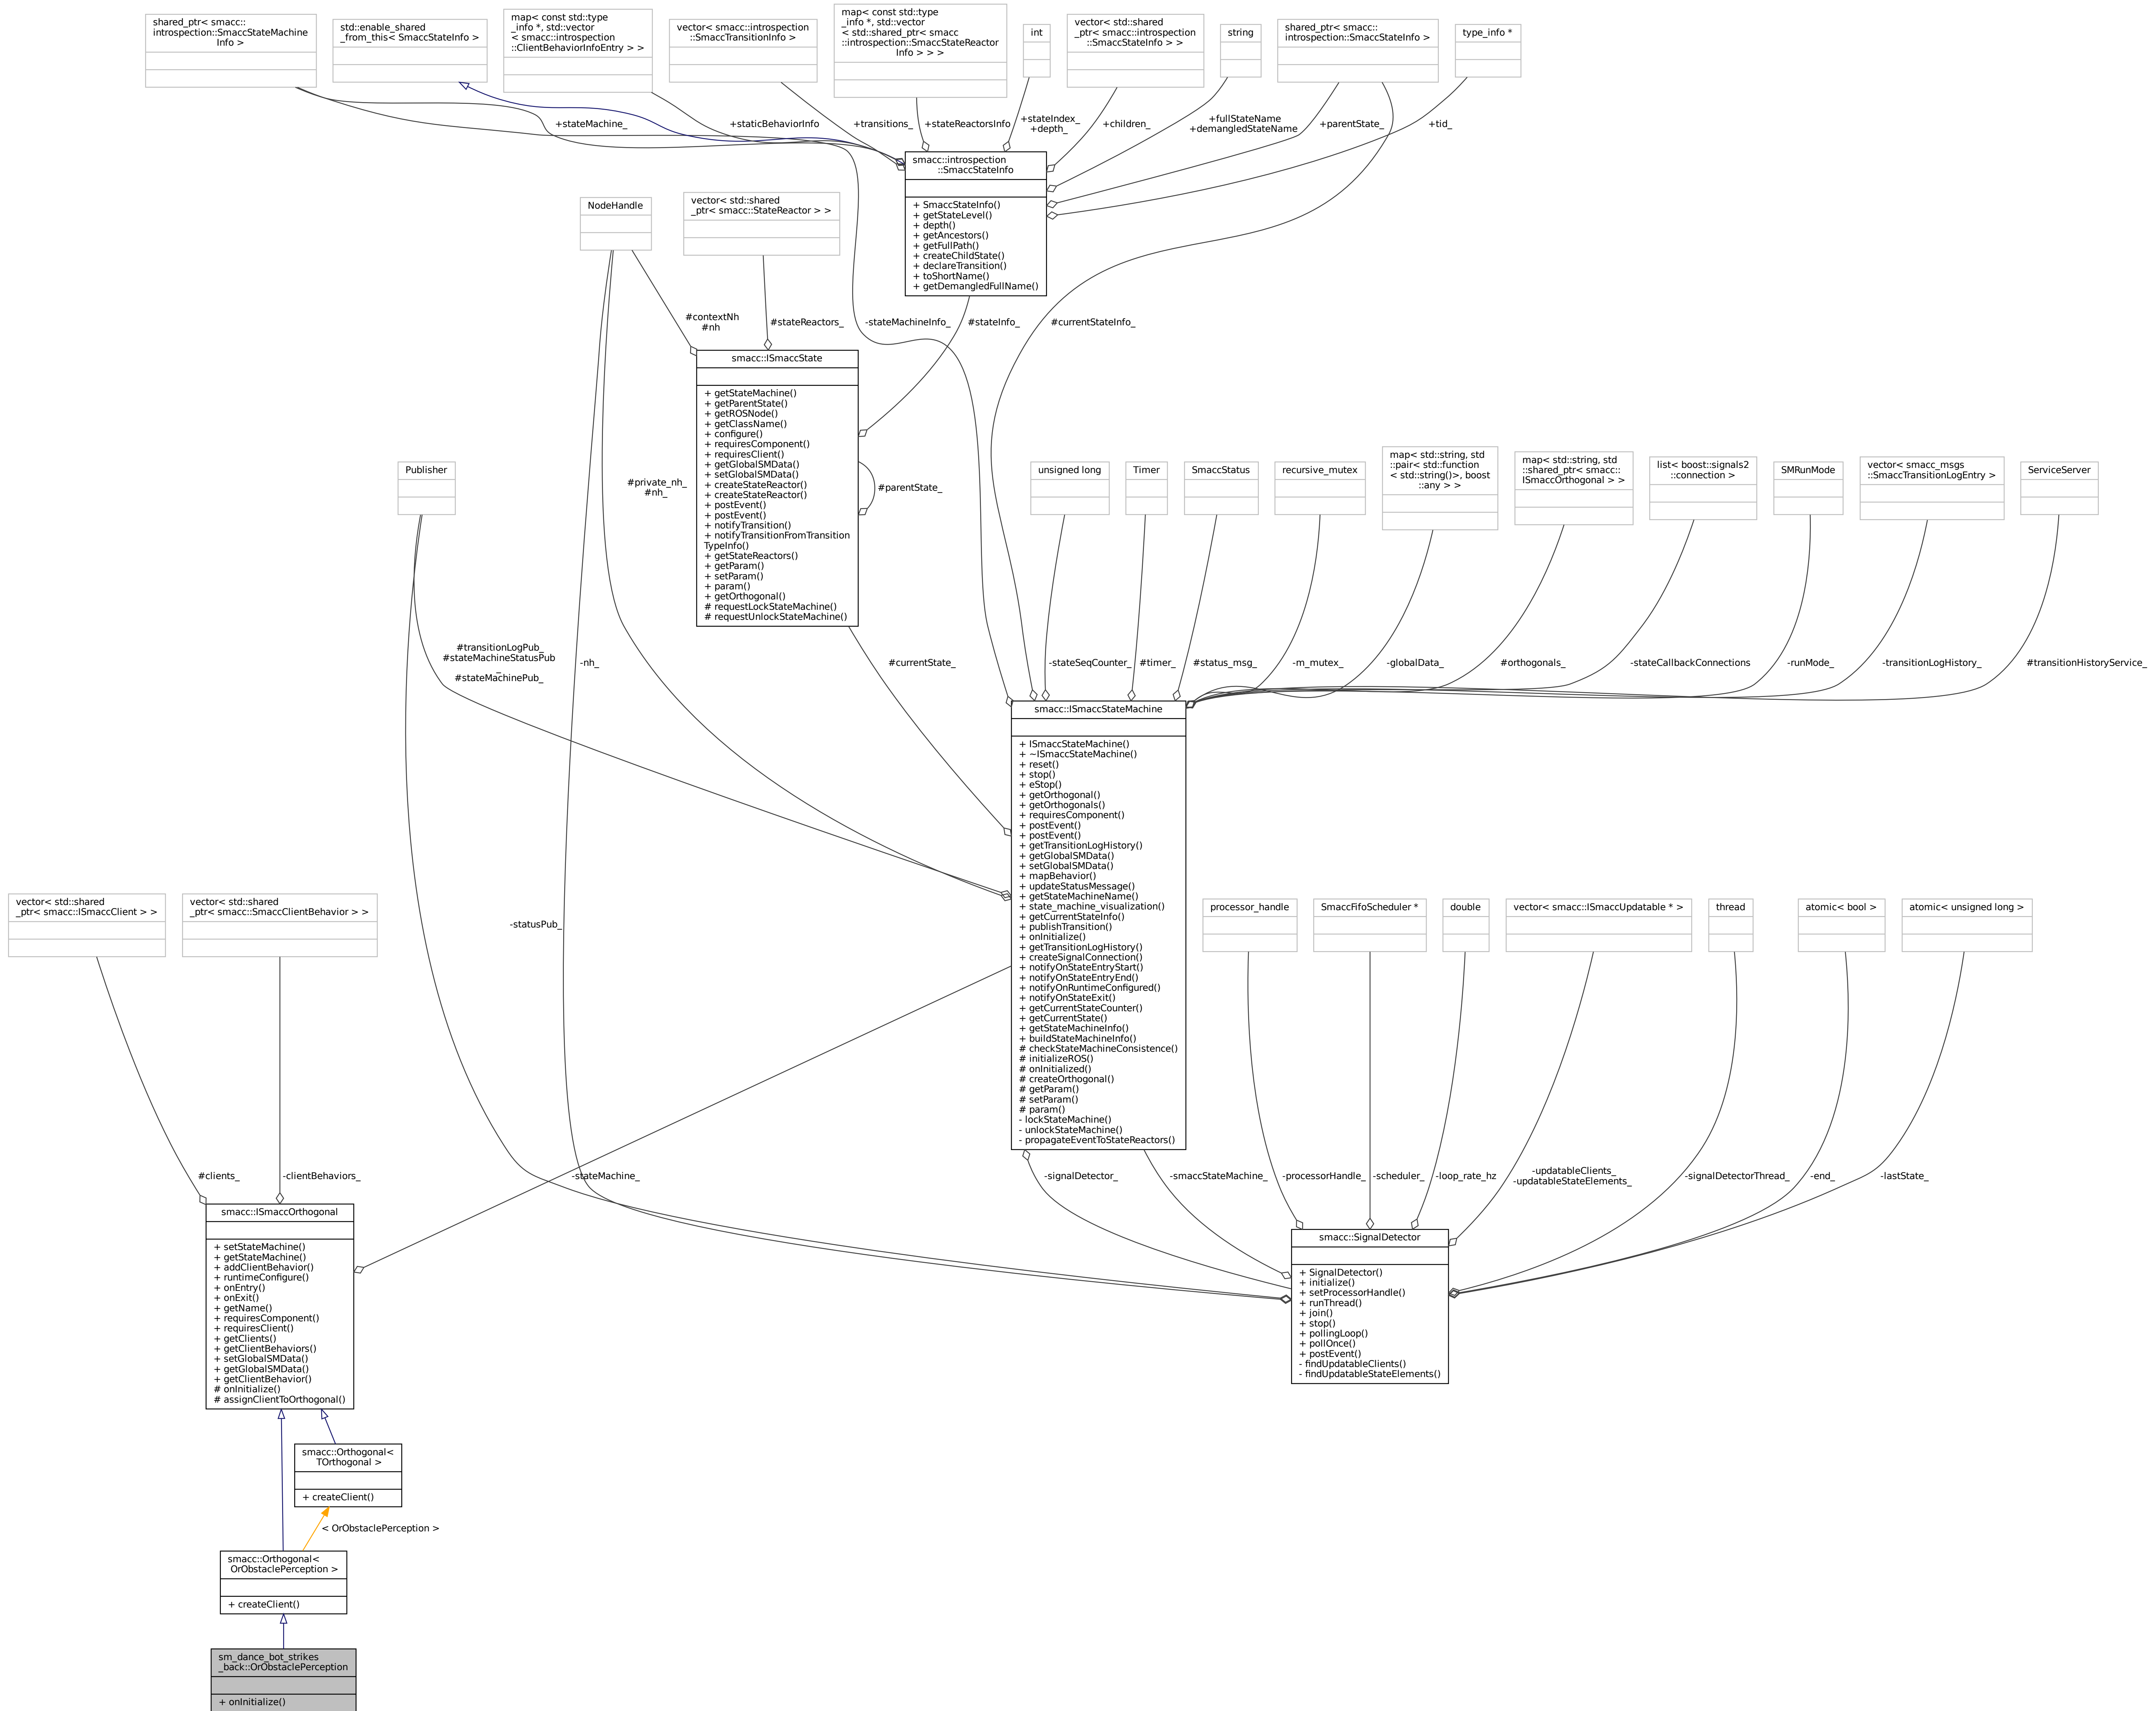 shared_ptr< smacc::
introspection::SmaccStateMachine
Info >
std::enable_shared
_from_this< SmaccStateInfo >
map< const std::type
_info *, std::vector
< smacc::introspection
::ClientBehaviorInfoEntry > >
vector< smacc::introspection
::SmaccTransitionInfo >
map< const std::type
_info *, std::vector
< std::shared_ptr< smacc
::introspection::SmaccStateReactor
Info > > >
int
vector< std::shared
_ptr< smacc::introspection
::SmaccStateInfo > >
string
shared_ptr< smacc::
introspection::SmaccStateInfo >
type_info *
+stateMachine_
+staticBehaviorInfo
+transitions_
+stateReactorsInfo
+stateIndex_
+depth_
+children_
+fullStateName
+demangledStateName
+parentState_
+tid_
smacc::introspection
::SmaccStateInfo
+ SmaccStateInfo()
+ getStateLevel()
+ depth()
+ getAncestors()
+ getFullPath()
+ createChildState()
+ declareTransition()
+ toShortName()
+ getDemangledFullName()
NodeHandle
vector< std::shared
_ptr< smacc::StateReactor > >
#contextNh
#nh
#stateReactors_
-stateMachineInfo_
#stateInfo_
#currentStateInfo_
smacc::ISmaccState
+ getStateMachine()
+ getParentState()
+ getROSNode()
+ getClassName()
+ configure()
+ requiresComponent()
+ requiresClient()
+ getGlobalSMData()
+ setGlobalSMData()
+ createStateReactor()
+ createStateReactor()
+ postEvent()
+ postEvent()
+ notifyTransition()
+ notifyTransitionFromTransition
TypeInfo()
+ getStateReactors()
+ getParam()
+ setParam()
+ param()
+ getOrthogonal()
# requestLockStateMachine()
# requestUnlockStateMachine()
#parentState_
Publisher
#private_nh_
#nh_
unsigned long
Timer
SmaccStatus
recursive_mutex
map< std::string, std
::pair< std::function
< std::string()>, boost
::any > >
map< std::string, std
::shared_ptr< smacc::
ISmaccOrthogonal > >
list< boost::signals2
::connection >
SMRunMode
vector< smacc_msgs
::SmaccTransitionLogEntry >
ServiceServer
#transitionLogPub_
#stateMachineStatusPub
_
#stateMachinePub_
-nh_
#currentState_
-stateSeqCounter_
#timer_
#status_msg_
-m_mutex_
-globalData_
#orthogonals_
-stateCallbackConnections
-runMode_
-transitionLogHistory_
#transitionHistoryService_
smacc::ISmaccStateMachine
+ ISmaccStateMachine()
+ ~ISmaccStateMachine()
+ reset()
+ stop()
+ eStop()
+ getOrthogonal()
+ getOrthogonals()
+ requiresComponent()
+ postEvent()
+ postEvent()
+ getTransitionLogHistory()
+ getGlobalSMData()
+ setGlobalSMData()
+ mapBehavior()
+ updateStatusMessage()
+ getStateMachineName()
+ state_machine_visualization()
+ getCurrentStateInfo()
+ publishTransition()
+ onInitialize()
+ getTransitionLogHistory()
+ createSignalConnection()
+ notifyOnStateEntryStart()
+ notifyOnStateEntryEnd()
+ notifyOnRuntimeConfigured()
+ notifyOnStateExit()
+ getCurrentStateCounter()
+ getCurrentState()
+ getStateMachineInfo()
+ buildStateMachineInfo()
# checkStateMachineConsistence()
# initializeROS()
# onInitialized()
# createOrthogonal()
# getParam()
# setParam()
# param()
- lockStateMachine()
- unlockStateMachine()
- propagateEventToStateReactors()
vector< std::shared
_ptr< smacc::ISmaccClient > >
vector< std::shared
_ptr< smacc::SmaccClientBehavior > >
-statusPub_
processor_handle
SmaccFifoScheduler *
double
vector< smacc::ISmaccUpdatable * >
thread
atomic< bool >
atomic< unsigned long >
#clients_
-clientBehaviors_
-stateMachine_
-signalDetector_
-smaccStateMachine_
-processorHandle_
-scheduler_
-loop_rate_hz
-updatableClients_
-updatableStateElements_
-signalDetectorThread_
-end_
-lastState_
smacc::ISmaccOrthogonal
+ setStateMachine()
+ getStateMachine()
+ addClientBehavior()
+ runtimeConfigure()
+ onEntry()
+ onExit()
+ getName()
+ requiresComponent()
+ requiresClient()
+ getClients()
+ getClientBehaviors()
+ setGlobalSMData()
+ getGlobalSMData()
+ getClientBehavior()
# onInitialize()
# assignClientToOrthogonal()
smacc::SignalDetector
+ SignalDetector()
+ initialize()
+ setProcessorHandle()
+ runThread()
+ join()
+ stop()
+ pollingLoop()
+ pollOnce()
+ postEvent()
- findUpdatableClients()
- findUpdatableStateElements()
smacc::Orthogonal<
TOrthogonal >
+ createClient()
< OrObstaclePerception >
smacc::Orthogonal<
OrObstaclePerception >
+ createClient()
sm_dance_bot_strikes
_back::OrObstaclePerception
+ onInitialize()